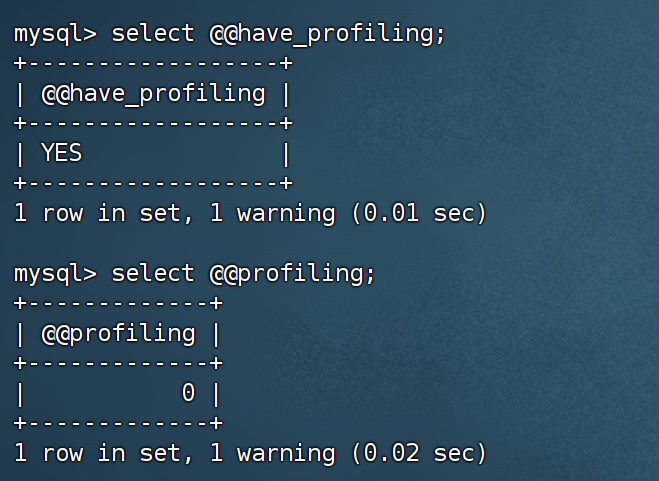 mysql> select @@have_profiling;
+------------------+
| @@have_profiling |
+------------------+
| YES              |
+------------------+
1 row in set, 1 warning (0.01 sec)

mysql> select @@profiling;
+-------------+
| @@profiling |
+-------------+
|           0 |
+-------------+
1 row in set, 1 warning (0.02 sec)